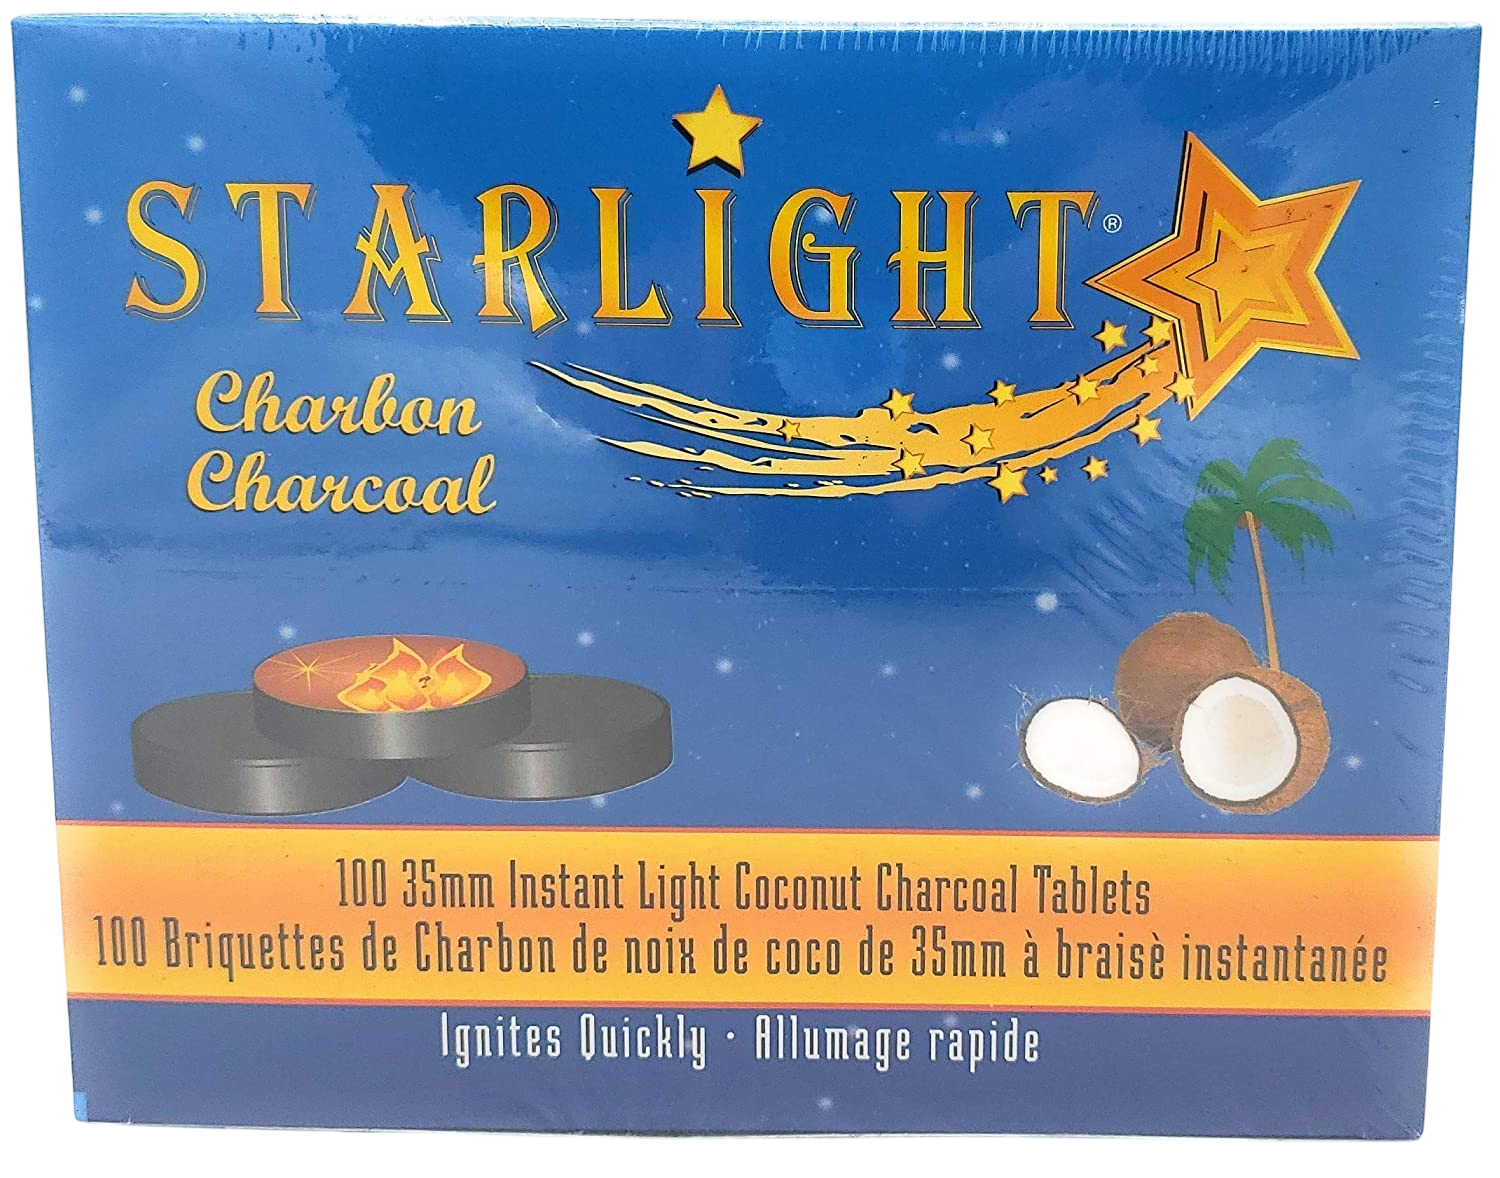 STARLIGHT®
Charbon
Charcoal
100 35mm Instant Light Coconut Charcoal Tablets
100 Briquettes de Charbon de noix de coco de 35mm à braisè instantanée
Ignites Quickly · Allumage rapide